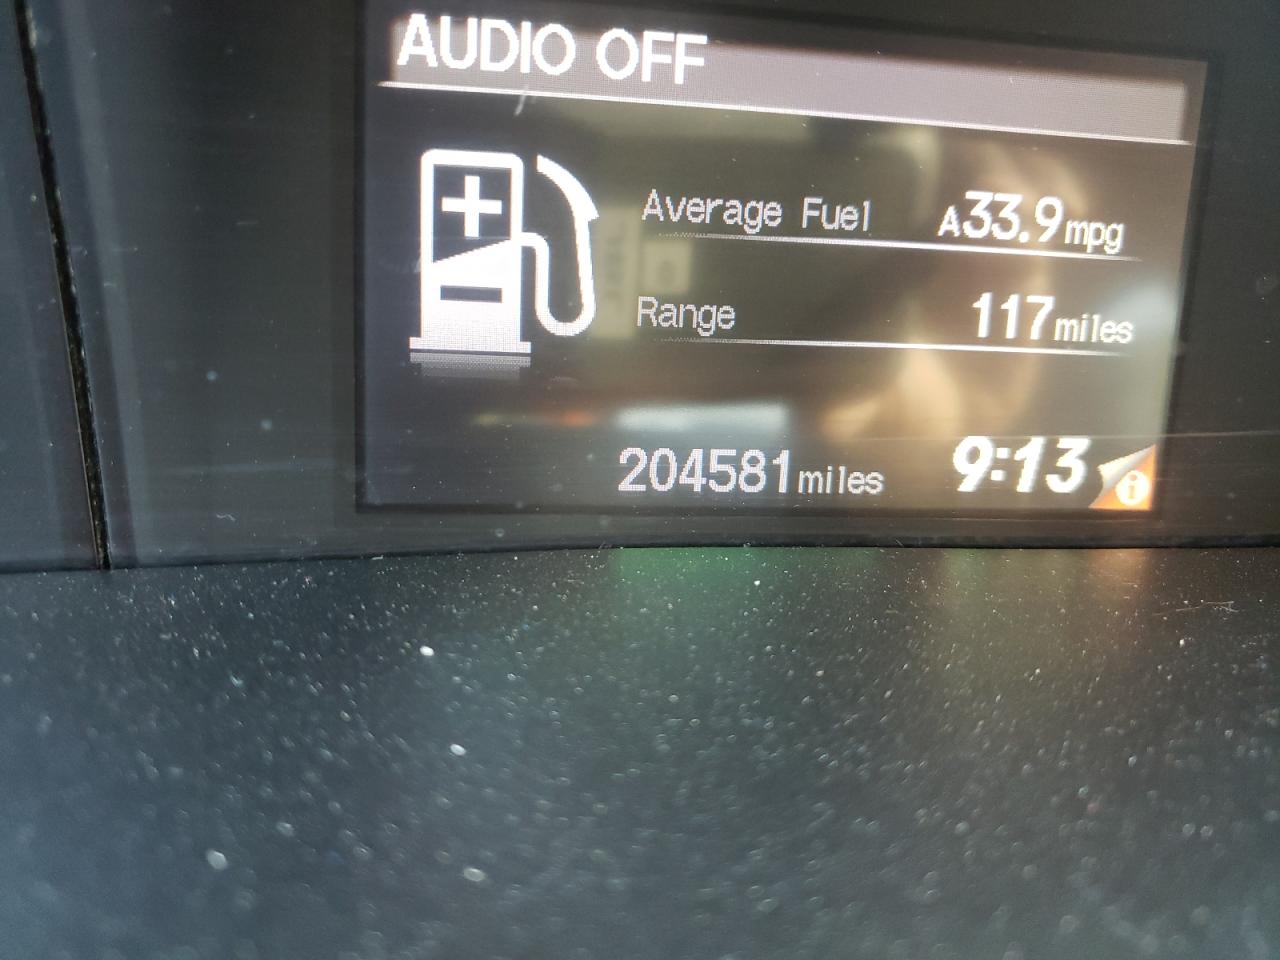 AUDIO OFF
Average Fuel A33.9mpg
Range 117miles
204581miles 9:13 i